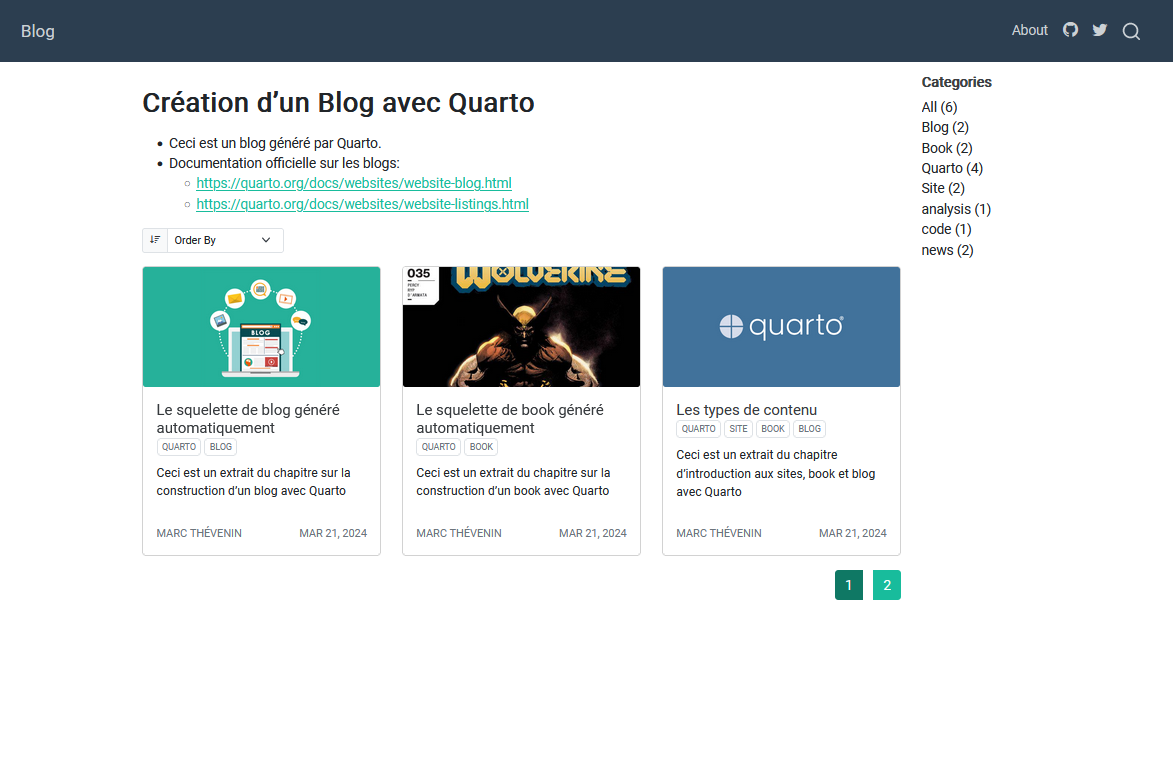 Blog
About
Création d’un Blog avec Quarto
Ceci est un blog généré par Quarto.
Documentation officielle sur les blogs:
https://quarto.org/docs/websites/website-blog.html
https://quarto.org/docs/websites/website-listings.html
Categories
All (6)
Blog (2)
Book (2)
Quarto (4)
Site (2)
analysis (1)
code (1)
news (2)
Order By
BLOG
Le squelette de blog généré
automatiquement
QUARTO BLOG
Ceci est un extrait du chapitre sur la
construction d’un blog avec Quarto
MARC THÉVENIN MAR 21, 2024
035
PERCY
D'ARMATA
WOLVERINE
Le squelette de book généré
automatiquement
QUARTO BOOK
Ceci est un extrait du chapitre sur la
construction d’un book avec Quarto
MARC THÉVENIN MAR 21, 2024
quarto
Les types de contenu
QUARTO SITE BOOK BLOG
Ceci est un extrait du chapitre
d’introduction aux sites, book et blog
avec Quarto
MARC THÉVENIN MAR 21, 2024
1 2